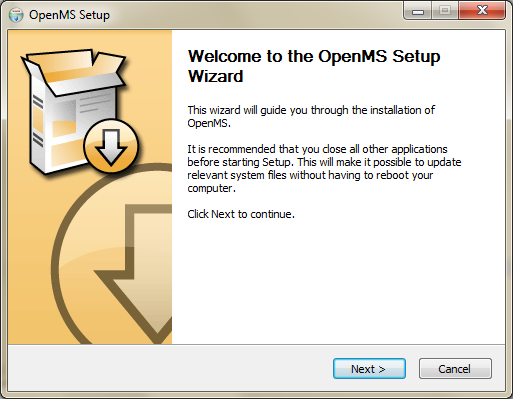 OpenMS Setup
Welcome to the OpenMS Setup
Wizard
This wizard will guide you through the installation of
OpenMS.
It is recommended that you close all other applications
before starting Setup. This will make it possible to update
relevant system files without having to reboot your
computer.
Click Next to continue.
Next >
Cancel